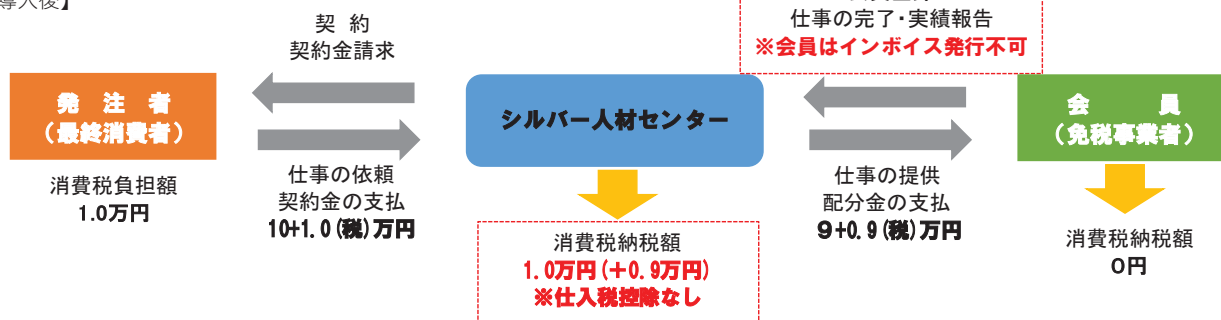 導入後】
契 約
契約金請求
仕事の完了・実績報告
※会員はインボイス発行不可
発 注 者
（最終消費者）
シルバー人材センター
会 員
（免税事業者）
消費税負担額
1.0万円
仕事の依頼
契約金の支払
10+1.0(税)万円
仕事の提供
配分金の支払
9+0.9(税)万円
消費税納税額
1.0万円(+0.9万円)
※仕入税控除なし
消費税納税額
0円